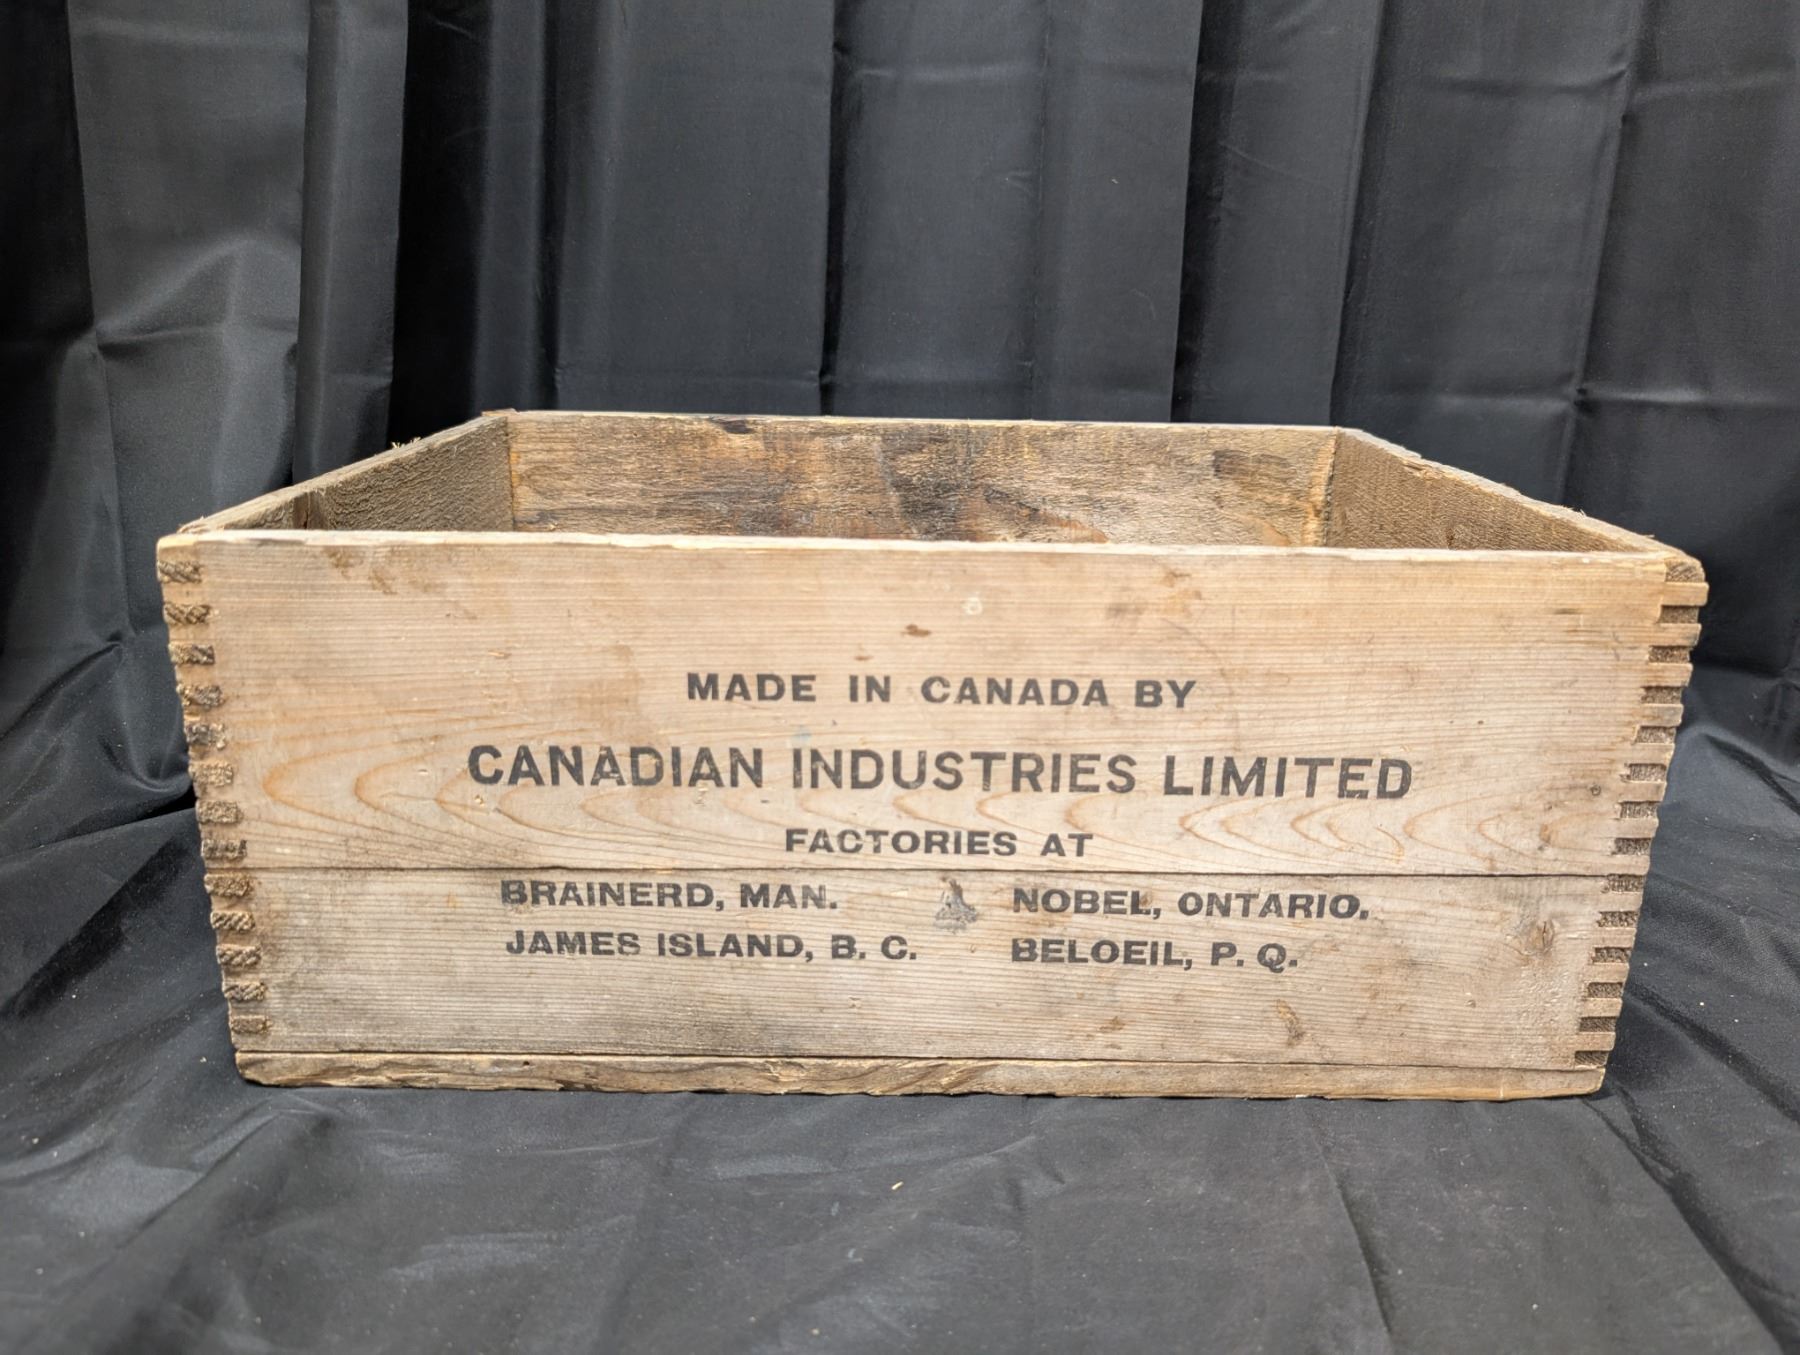 MADE IN CANADA BY
CANADIAN INDUSTRIES LIMITED
FACTORIES AT
BRAINERD, MAN. NOBEL, ONTARIO.
JAMES ISLAND, B. C. BELOEIL, P. Q.